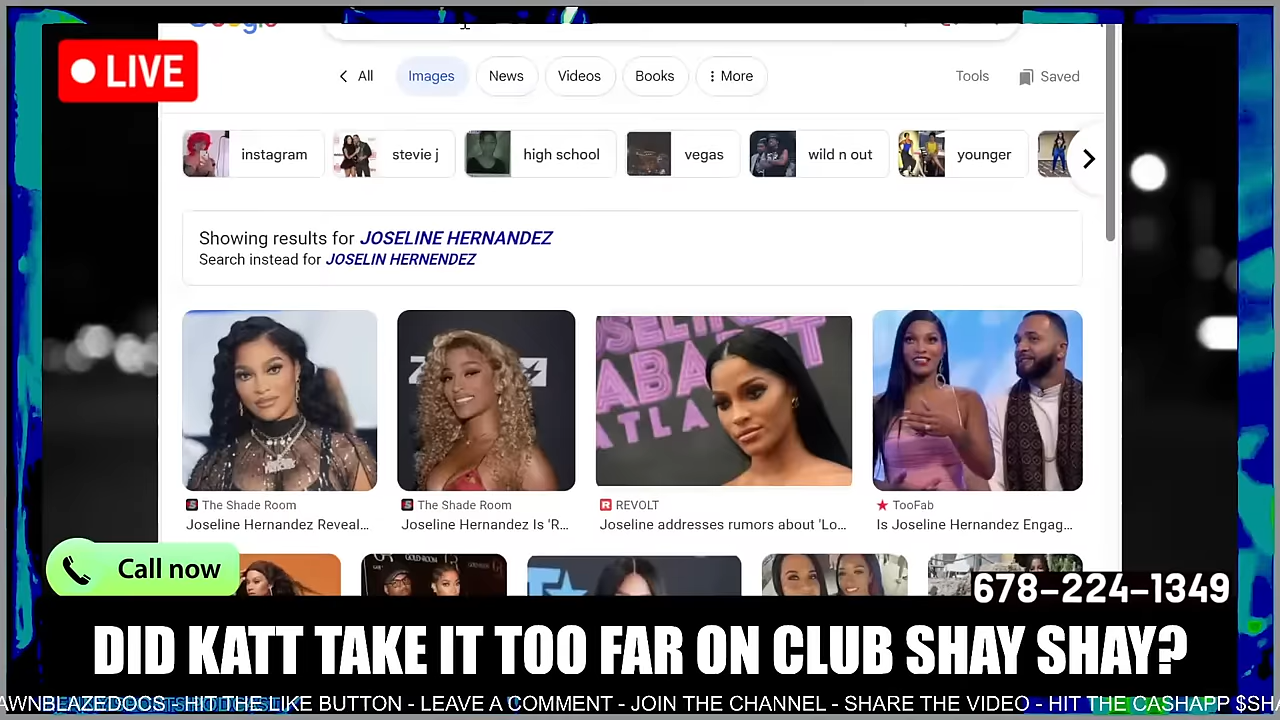 Google
LIVE
All
Images
News
Videos
Books
More
Tools
Saved
instagram
stevie j
high school
vegas
wild n out
younger
Showing results for JOSELINE HERNANDEZ
Search instead for JOSELIN HERNENDEZ
The Shade Room
Joseline Hernandez Reveal...
The Shade Room
Joseline Hernandez Is 'R...
REVOLT
Joseline addresses rumors about 'Lo...
TooFab
Is Joseline Hernandez Engag...
Call now
678-224-1349
DID KATT TAKE IT TOO FAR ON CLUB SHAY SHAY?
AWNBLAZEDOCS - HIT THE LIKE BUTTON - LEAVE A COMMENT - JOIN THE CHANNEL - SHARE THE VIDEO - HIT THE CASHAPP $SHA